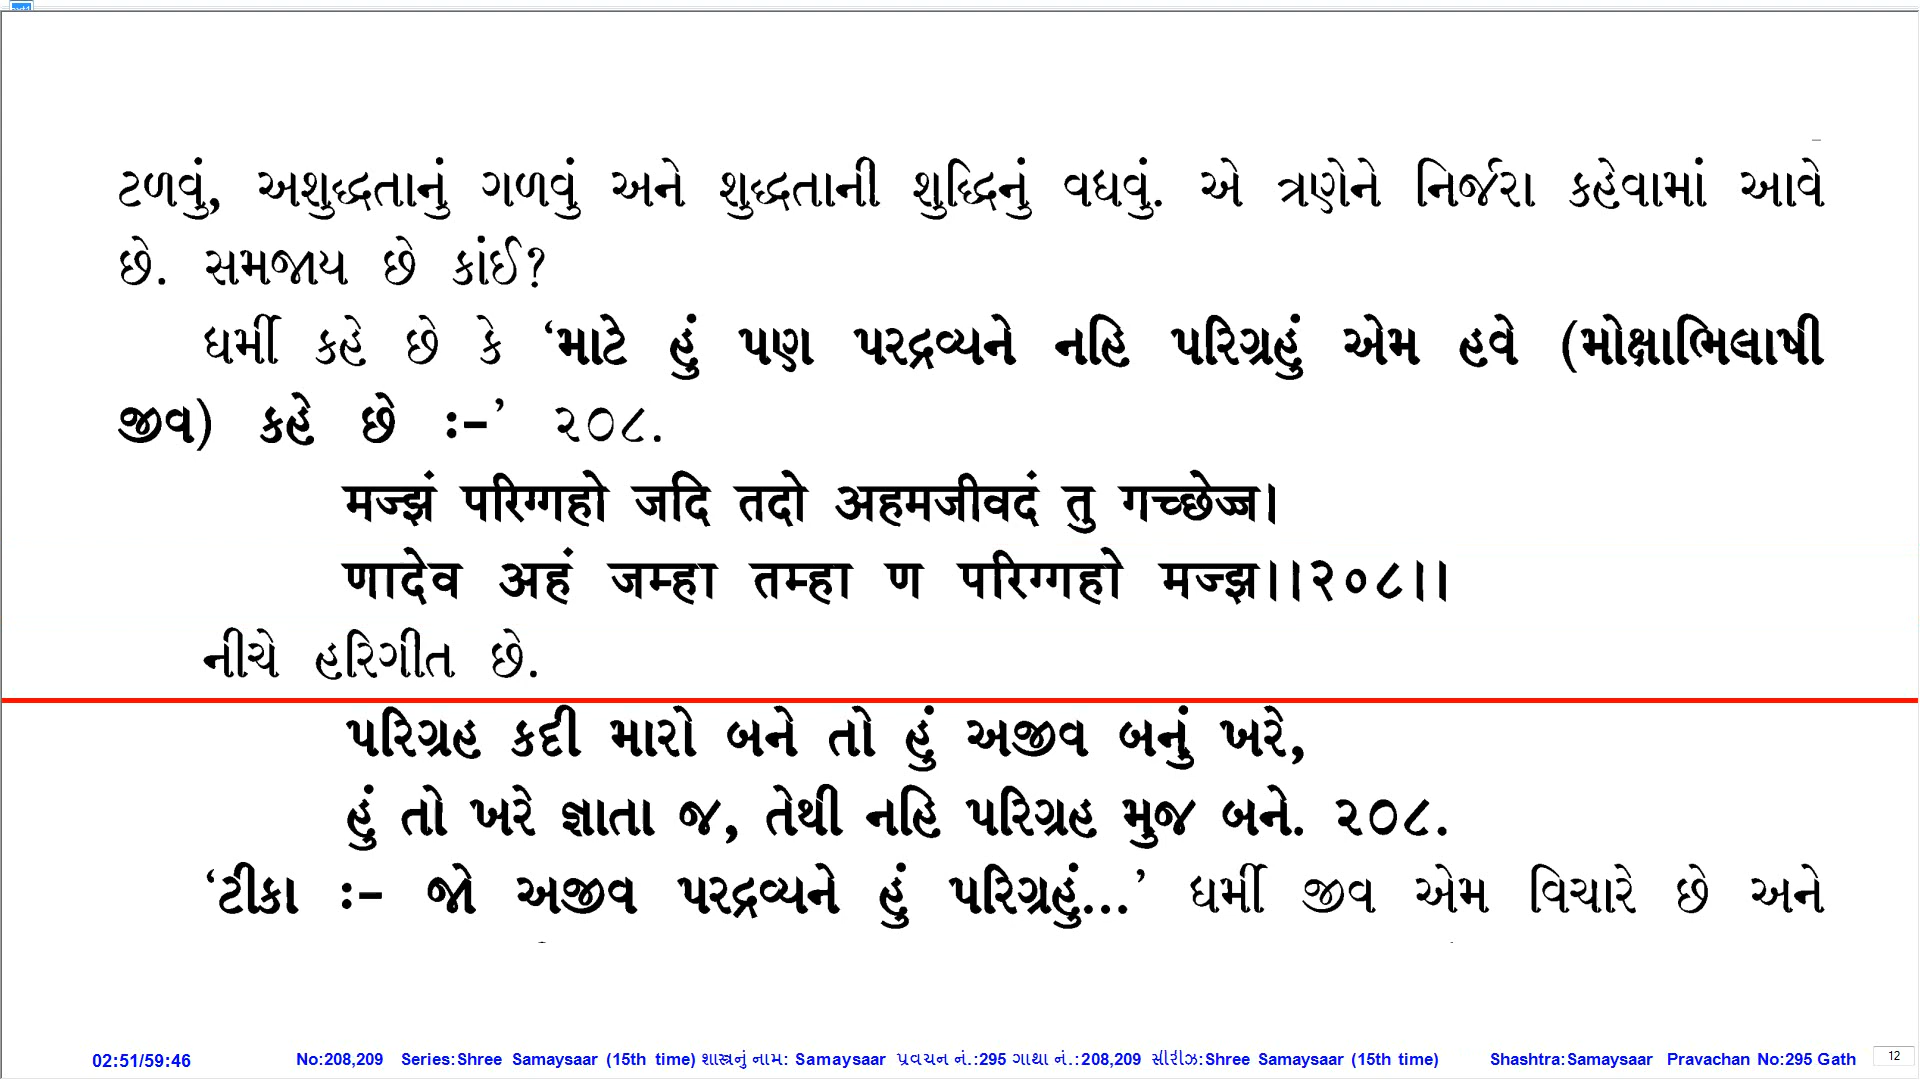 ટળવું, અશુદ્ધતાનું ગળવું અને શુદ્ધતાની શુદ્ધિનું વધવું. એ ત્રણેને નિર્જરા કહેવામાં આવે
છે. સમજાય છે કાંઈ?
ધર્મી કહે છે કે ‘માટે હું પણ પરદ્રવ્યને નહિ પરિગ્રહું એમ હવે (મોક્ષાભિલાષી
જીવ) કહે છે :–’ ૨૦૮.
मज्झं परिग्गहो जदि तदो अहमजीवदं तु गच्छेज्ज।
णादेव अहं जम्हा तम्हा ण परिग्गहो मज्झ।।२०८।।
નીચે હરિગીત છે.
પરિગ્રહ કદી મારો બને તો હું અજીવ બનું ખરે,
હું તો ખરે જ્ઞાતા જ, તેથી નહિ પરિગ્રહ મુજ બને. ૨૦૮.
‘ટીકા :– જો અજીવ પરદ્રવ્યને હું પરિગ્રહું...’ ધર્મી જીવ એમ વિચારે છે અને
02:51/59:46 No:208,209 Series:Shree Samaysaar (15th time) શાસ્ત્રનું નામ: Samaysaar પ્રવચન નં.:295 ગાથા નં.:208,209 સીરીઝ:Shree Samaysaar (15th time) Shashtra:Samaysaar Pravachan No:295 Gath 12